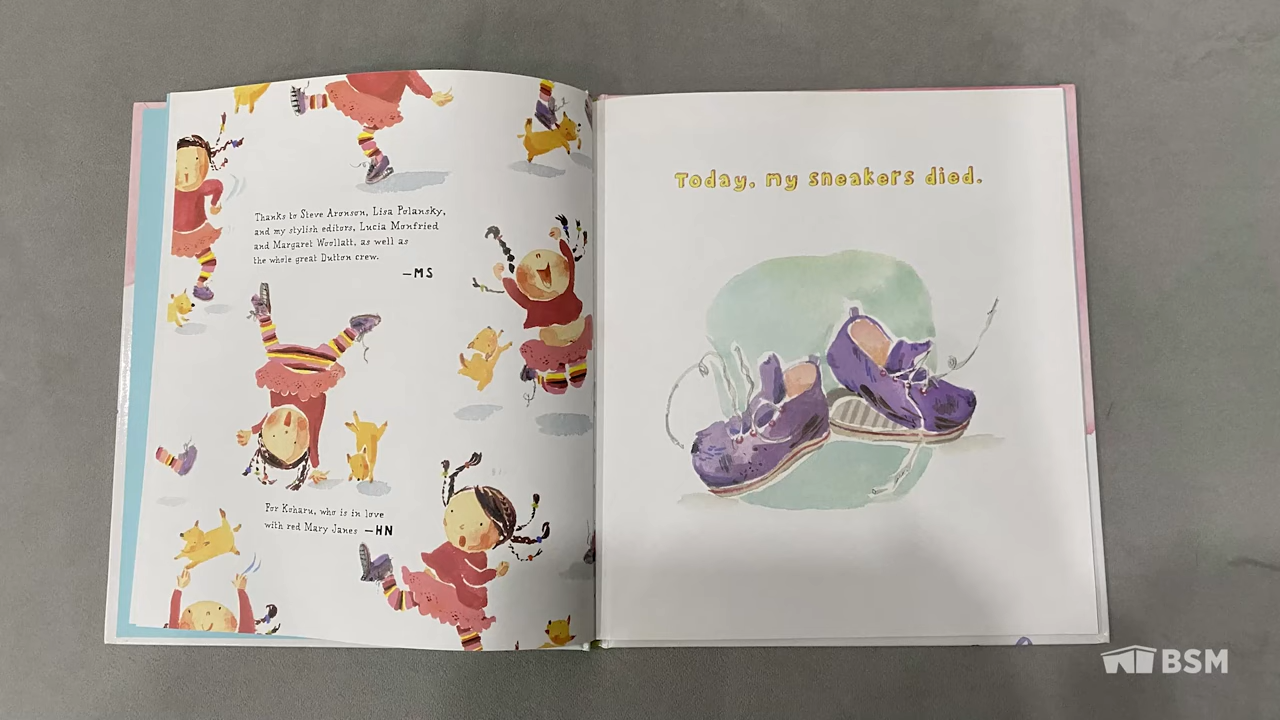 Thanks to Steve Aronson, Lisa Polansky,
and my stylish editors, Lucia Monfried
and Margaret Woollatt, as well as
the whole great Dutton crew.
—MS
For Koharu, who is in love
with red Mary Janes —HN
Today, my sneakers died.
BSM